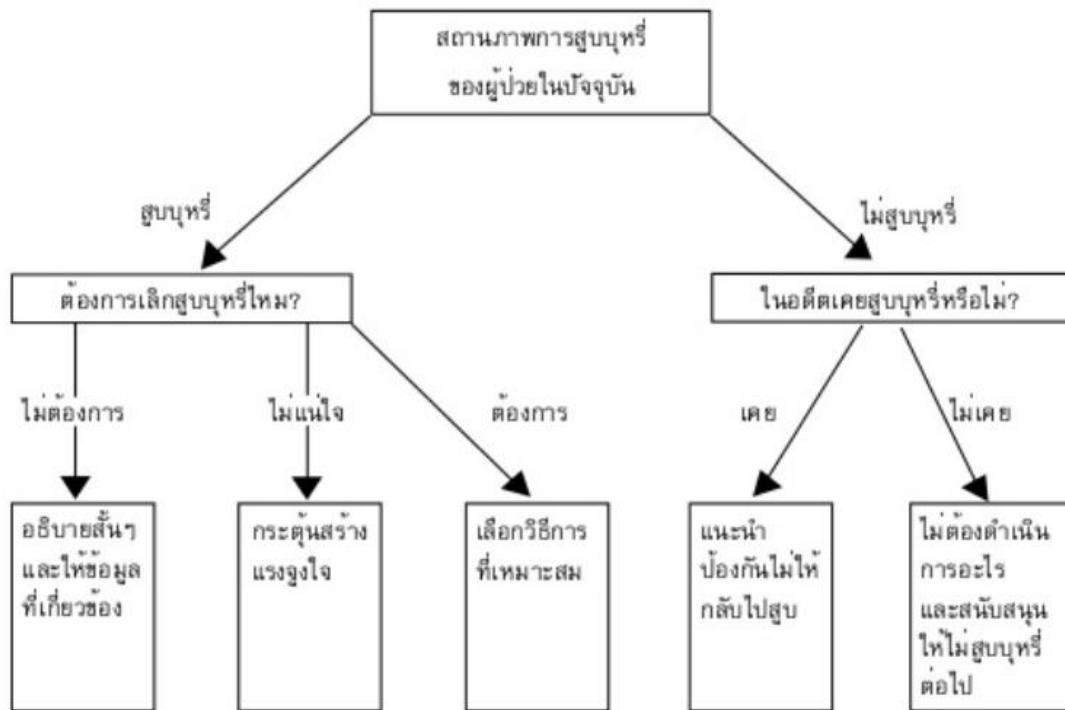 สถานภาพการสูบบุหรี่
ของผู้ป่วยในปัจจุบัน
สูบบุหรี่
ไม่สูบบุหรี่
ต้องการเลิกสูบบุหรี่ไหม?
ในอดีตเคยสูบบุหรี่หรือไม่?
ไม่ต้องการ
ไม่แน่ใจ
ต้องการ
เคย
ไม่เคย
อธิบายสั้นๆ
และให้ข้อมูล
ที่เกี่ยวข้อง
กระตุ้นสร้าง
แรงจูงใจ
เลือกวิธีการ
ที่เหมาะสม
แนะนำ
ป้องกันไม่ให้
กลับไปสูบ
ไม่ต้องดำเนิน
การอะไร
และสนับสนุน
ให้ไม่สูบบุหรี่
ต่อไป